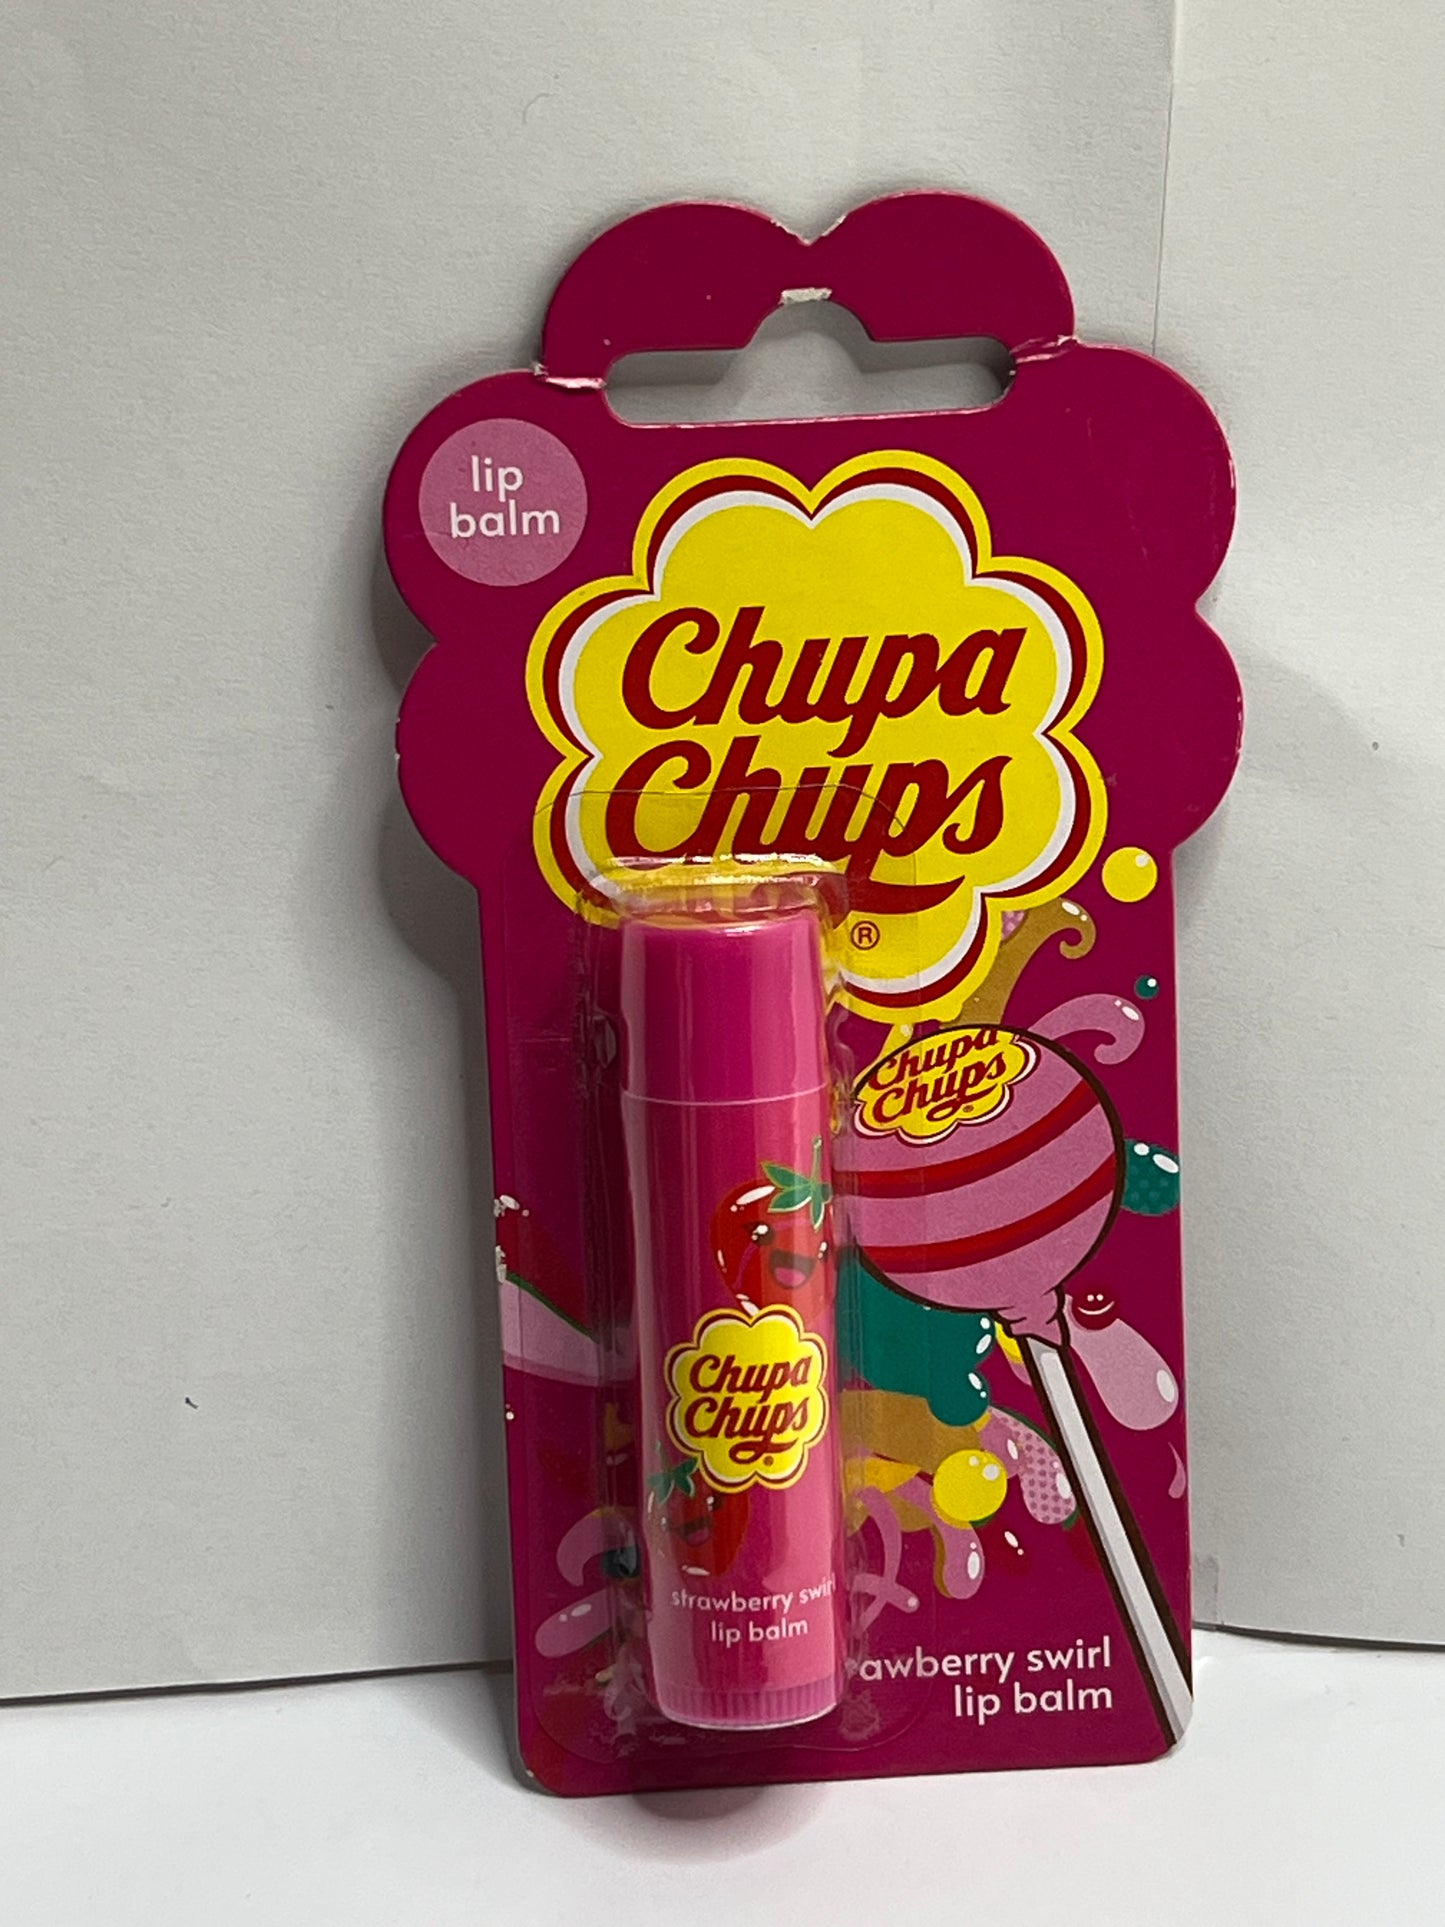 lip
balm
Chupa
Chups
®
Chupa
Chups
Chupa
Chups
strawberry swirl
lip balm
awberry swirl
lip balm